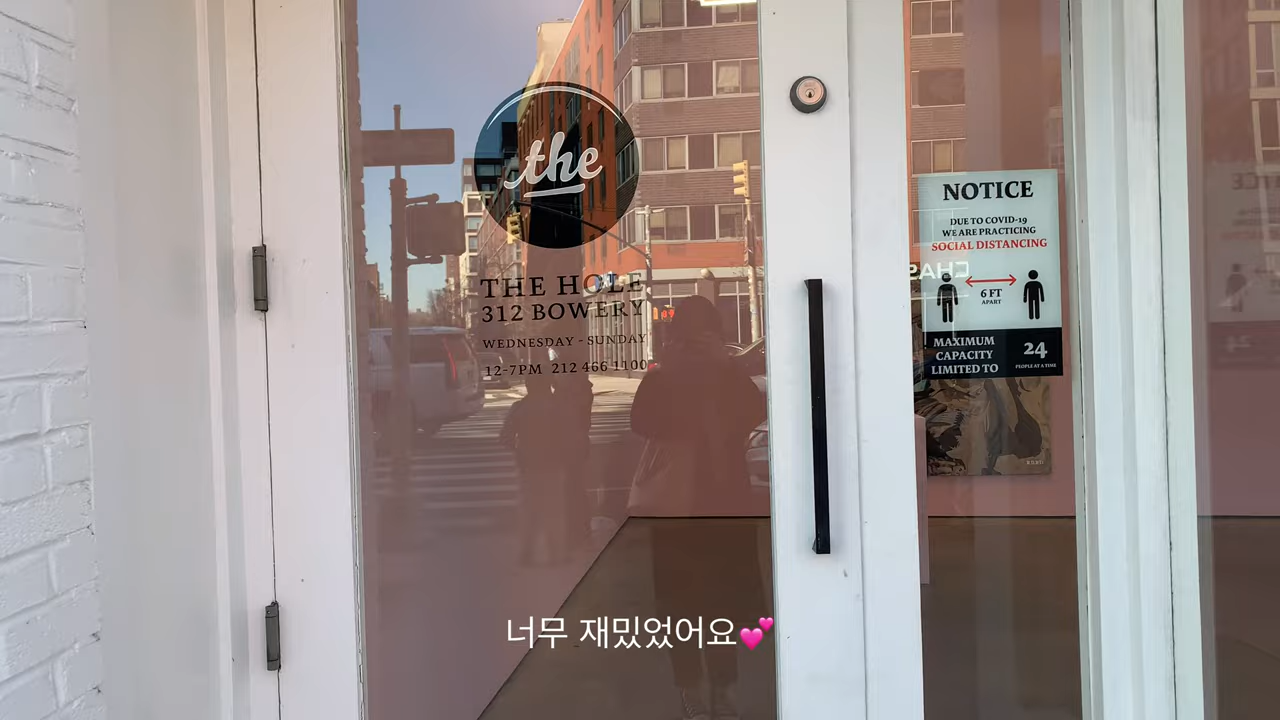 the
THE HOLE
312 BOWERY
WEDNESDAY - SUNDAY
12-7PM 212 466 1100
NOTICE
DUE TO COVID-19
WE ARE PRACTICING
SOCIAL DISTANCING
6 FT
APART
MAXIMUM
CAPACITY
LIMITED TO
24
PEOPLE AT A TIME
너무 재밌었어요💕